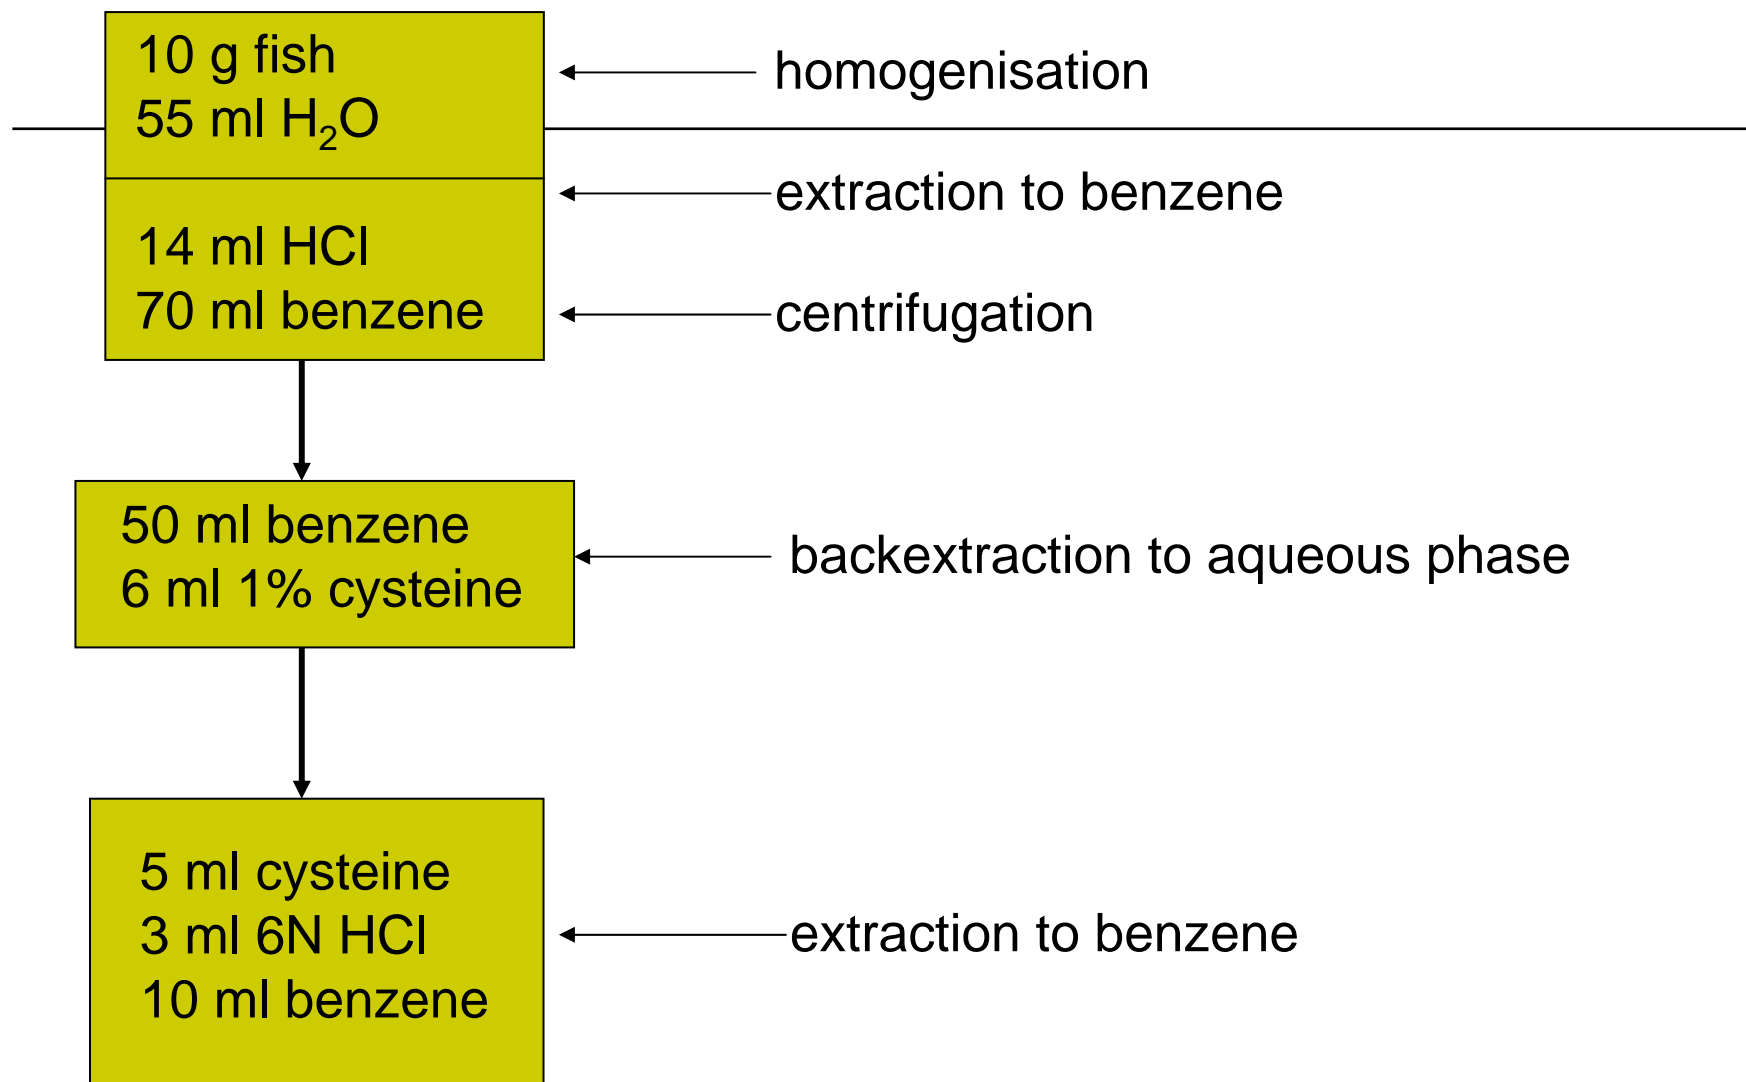 10 g fish
55 ml H₂O
homogenisation
extraction to benzene
14 ml HCl
70 ml benzene
centrifugation
50 ml benzene
6 ml 1% cysteine
backextraction to aqueous phase
5 ml cysteine
3 ml 6N HCl
10 ml benzene
extraction to benzene